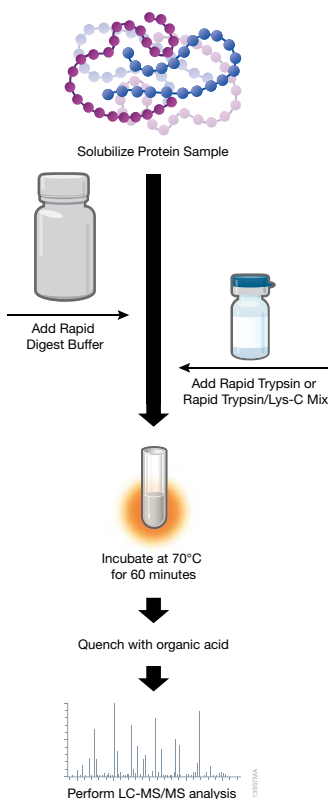 Solubilize Protein Sample
Add Rapid
Digest Buffer
Add Rapid Trypsin or
Rapid Trypsin/Lys-C Mix
Incubate at 70°C
for 60 minutes
Quench with organic acid
Perform LC-MS/MS analysis
13957MA